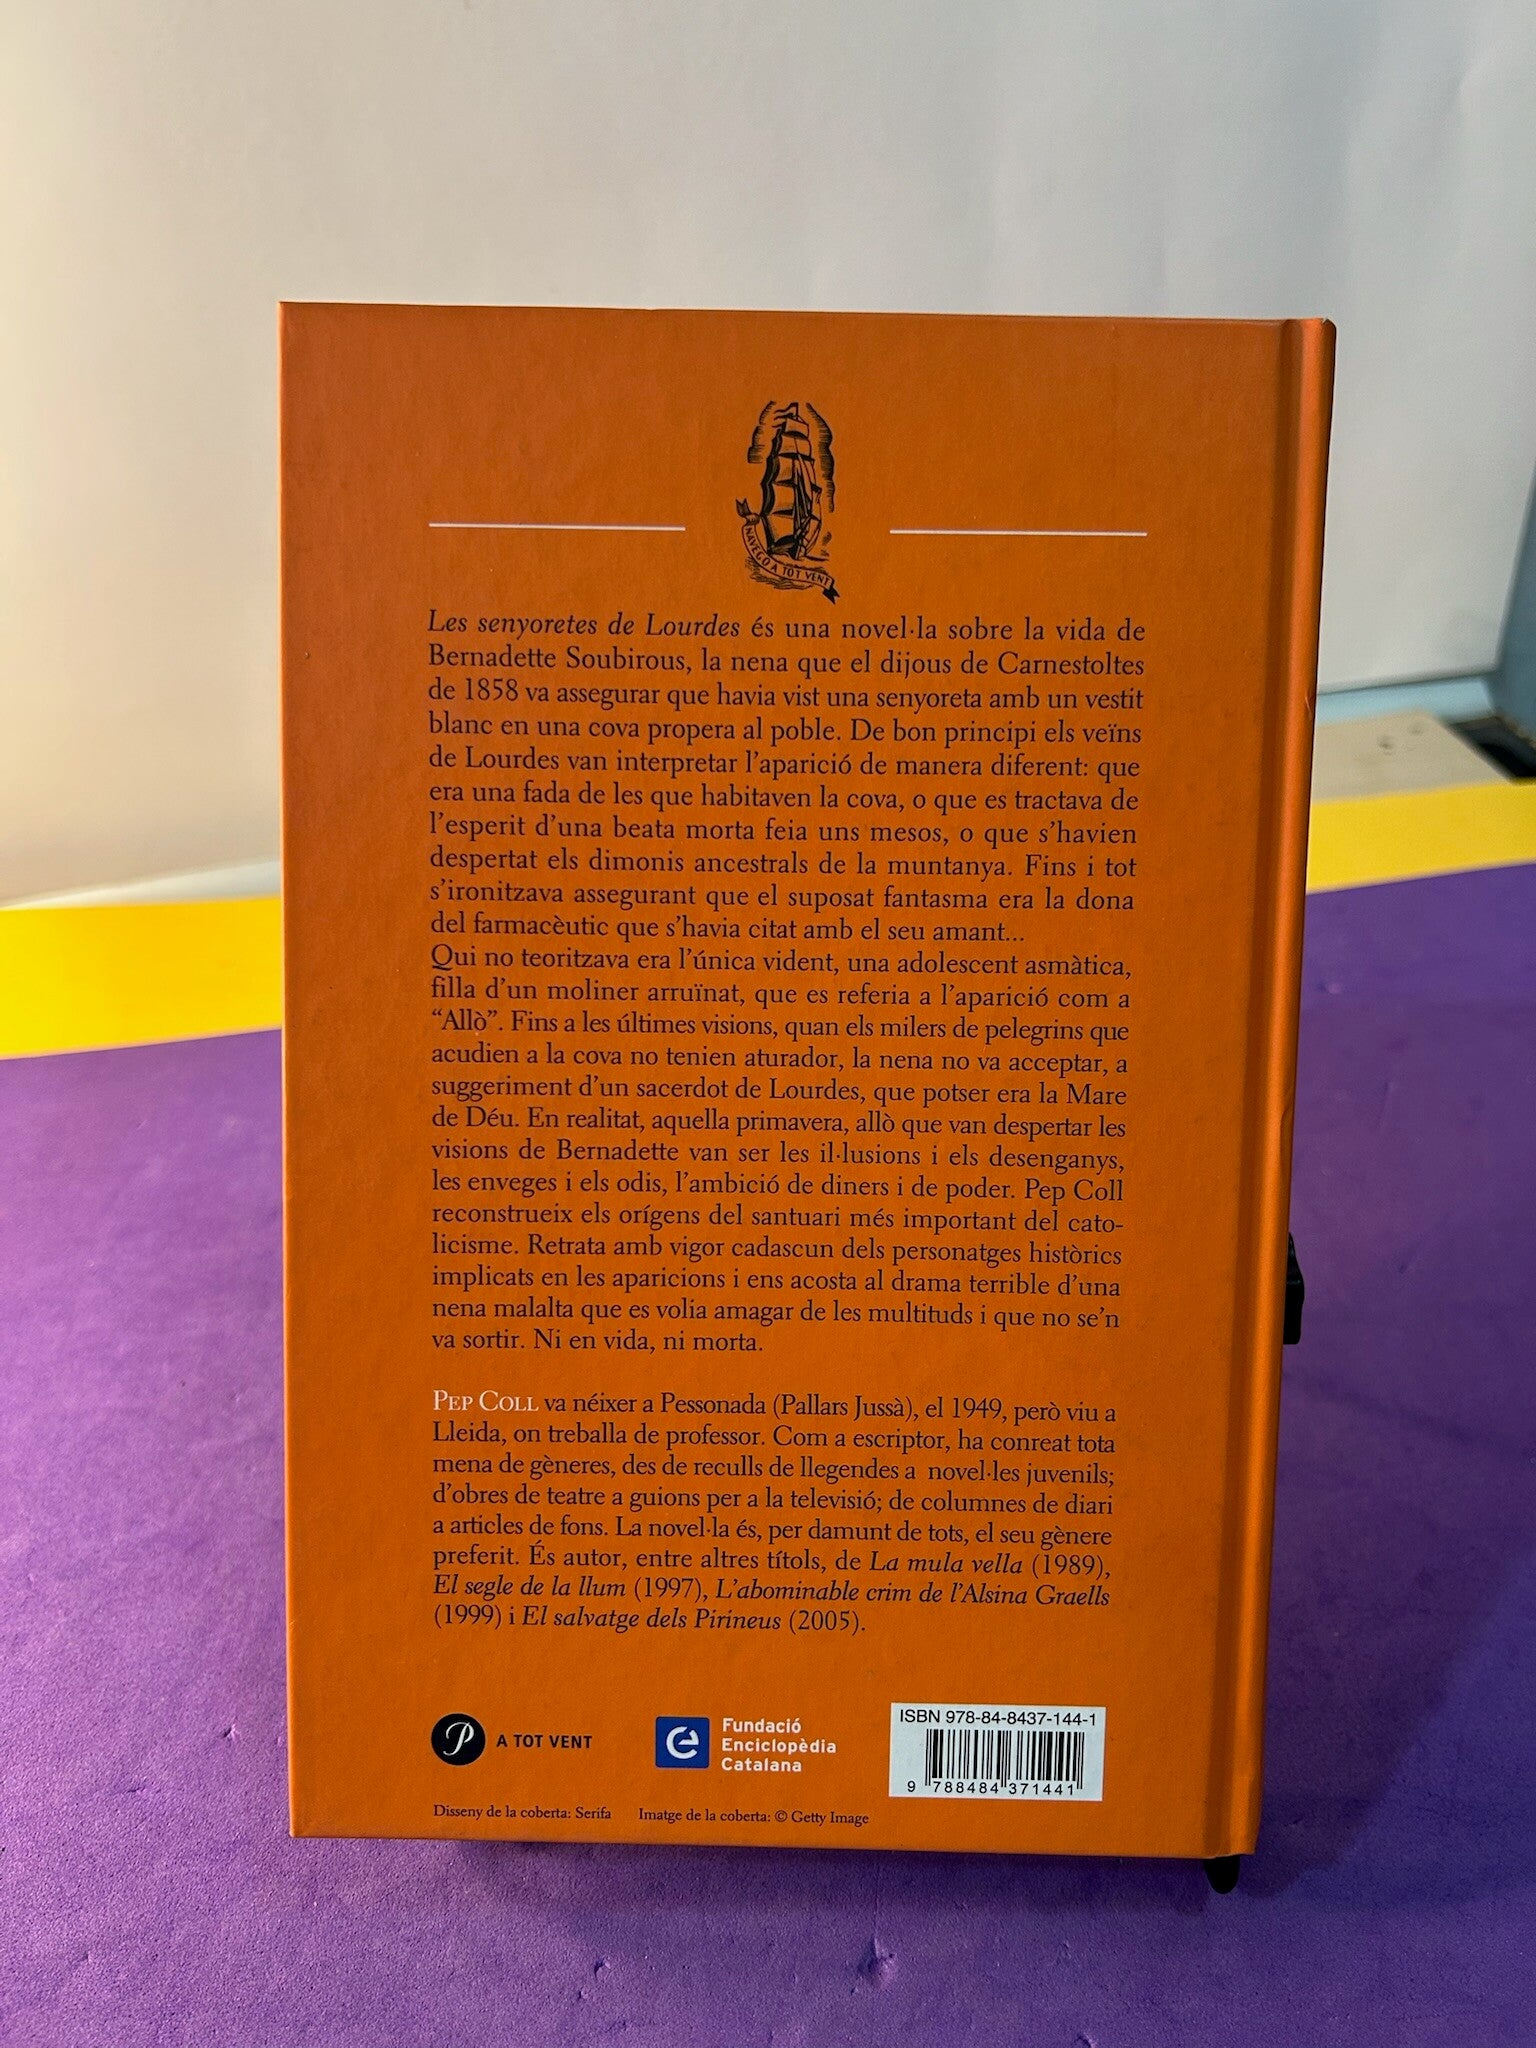 NAVEGO A TOT VENT
Les senyoretes de Lourdes és una novel·la sobre la vida de
Bernadette Soubirous, la nena que el dijous de Carnestoltes
de 1858 va assegurar que havia vist una senyoreta amb un vestit
blanc en una cova propera al poble. De bon principi els veïns
de Lourdes van interpretar l’aparició de manera diferent: que
era una fada de les que habitaven la cova, o que es tractava de
l’esperit d’una beata morta feia uns mesos, o que s’havien
despertat els dimonis ancestrals de la muntanya. Fins i tot
s’ironitzava assegurant que el suposat fantasma era la dona
del farmacèutic que s’havia citat amb el seu amant...
Qui no teoritzava era l’única vident, una adolescent asmàtica,
filla d’un moliner arruïnat, que es referia a l’aparició com a
“Allò”. Fins a les últimes visions, quan els milers de pelegrins que
acudien a la cova no tenien aturador, la nena no va acceptar, a
suggeriment d’un sacerdot de Lourdes, que potser era la Mare
de Déu. En realitat, aquella primavera, allò que van despertar les
visions de Bernadette van ser les il·lusions i els desenganys,
les enveges i els odis, l’ambició de diners i de poder. Pep Coll
reconstrueix els orígens del santuari més important del cato-
licisme. Retrata amb vigor cadascun dels personatges històrics
implicats en les aparicions i ens acosta al drama terrible d’una
nena malalta que es volia amagar de les multituds i que no se’n
va sortir. Ni en vida, ni morta.
PEP COLL va néixer a Pessonada (Pallars Jussà), el 1949, però viu a
Lleida, on treballa de professor. Com a escriptor, ha conreat tota
mena de gèneres, des de reculls de llegendes a novel·les juvenils;
d’obres de teatre a guions per a la televisió; de columnes de diari
a articles de fons. La novel·la és, per damunt de tots, el seu gènere
preferit. És autor, entre altres títols, de La mula vella (1989),
El segle de la llum (1997), L’abominable crim de l’Alsina Graells
(1999) i El salvatge dels Pirineus (2005).
P A TOT VENT
Fundació
Enciclopèdia
Catalana
ISBN 978-84-8437-144-1
9 788484 371441
Disseny de la coberta: Serifa Imatge de la coberta: © Getty Image